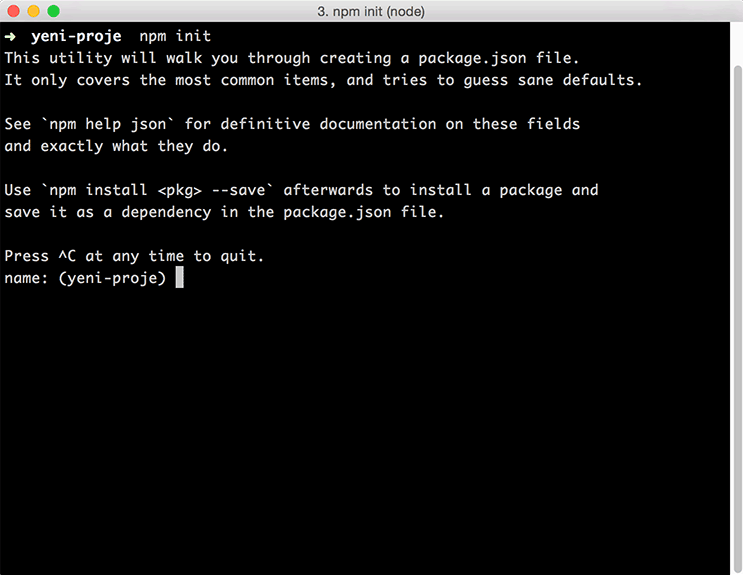 3. npm init (node)
➜ yeni-proje npm init
This utility will walk you through creating a package.json file.
It only covers the most common items, and tries to guess sane defaults.
See `npm help json` for definitive documentation on these fields
and exactly what they do.
Use `npm install <pkg> --save` afterwards to install a package and
save it as a dependency in the package.json file.
Press ^C at any time to quit.
name: (yeni-proje)